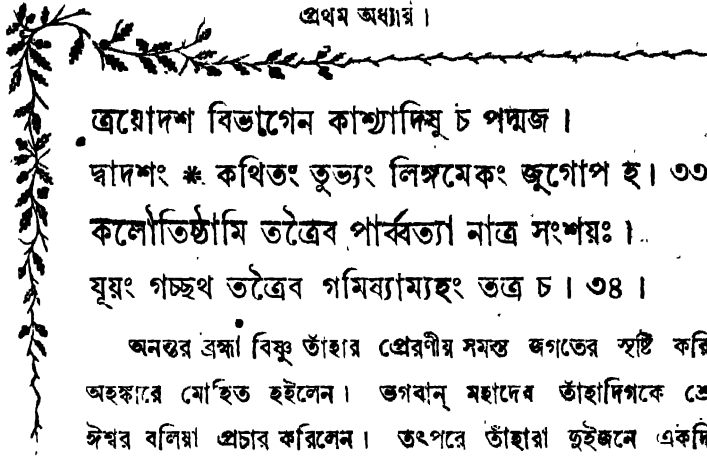 প্রথম অধ্যায়।
ত্রয়োদশ বিভাগেন কাশ্যাদিষু চ পদ্মজ।
দ্বাদশং * কথিতং তুভ্যং লিঙ্গমেকং জুগোপ হ। ৩৩
কলৌতিষ্ঠামি তত্রৈব পার্ব্বত্যা নাত্র সংশয়ঃ।
যূয়ং গচ্ছথ তত্রৈব গমিষ্যাম্যহং তত্র চ। ৩৪।
অনন্তর ব্রহ্মা বিষ্ণু তাঁহার প্রেরণীয় সমস্ত জগতের সৃষ্টি করি
অহঙ্কারে মোহিত হইলেন। ভগবান্ মহাদেব তাঁহাদিগকে শ্রে
ঈশ্বর বলিয়া প্রচার করিলেন। তৎপরে তাঁহারা দুইজনে একদি